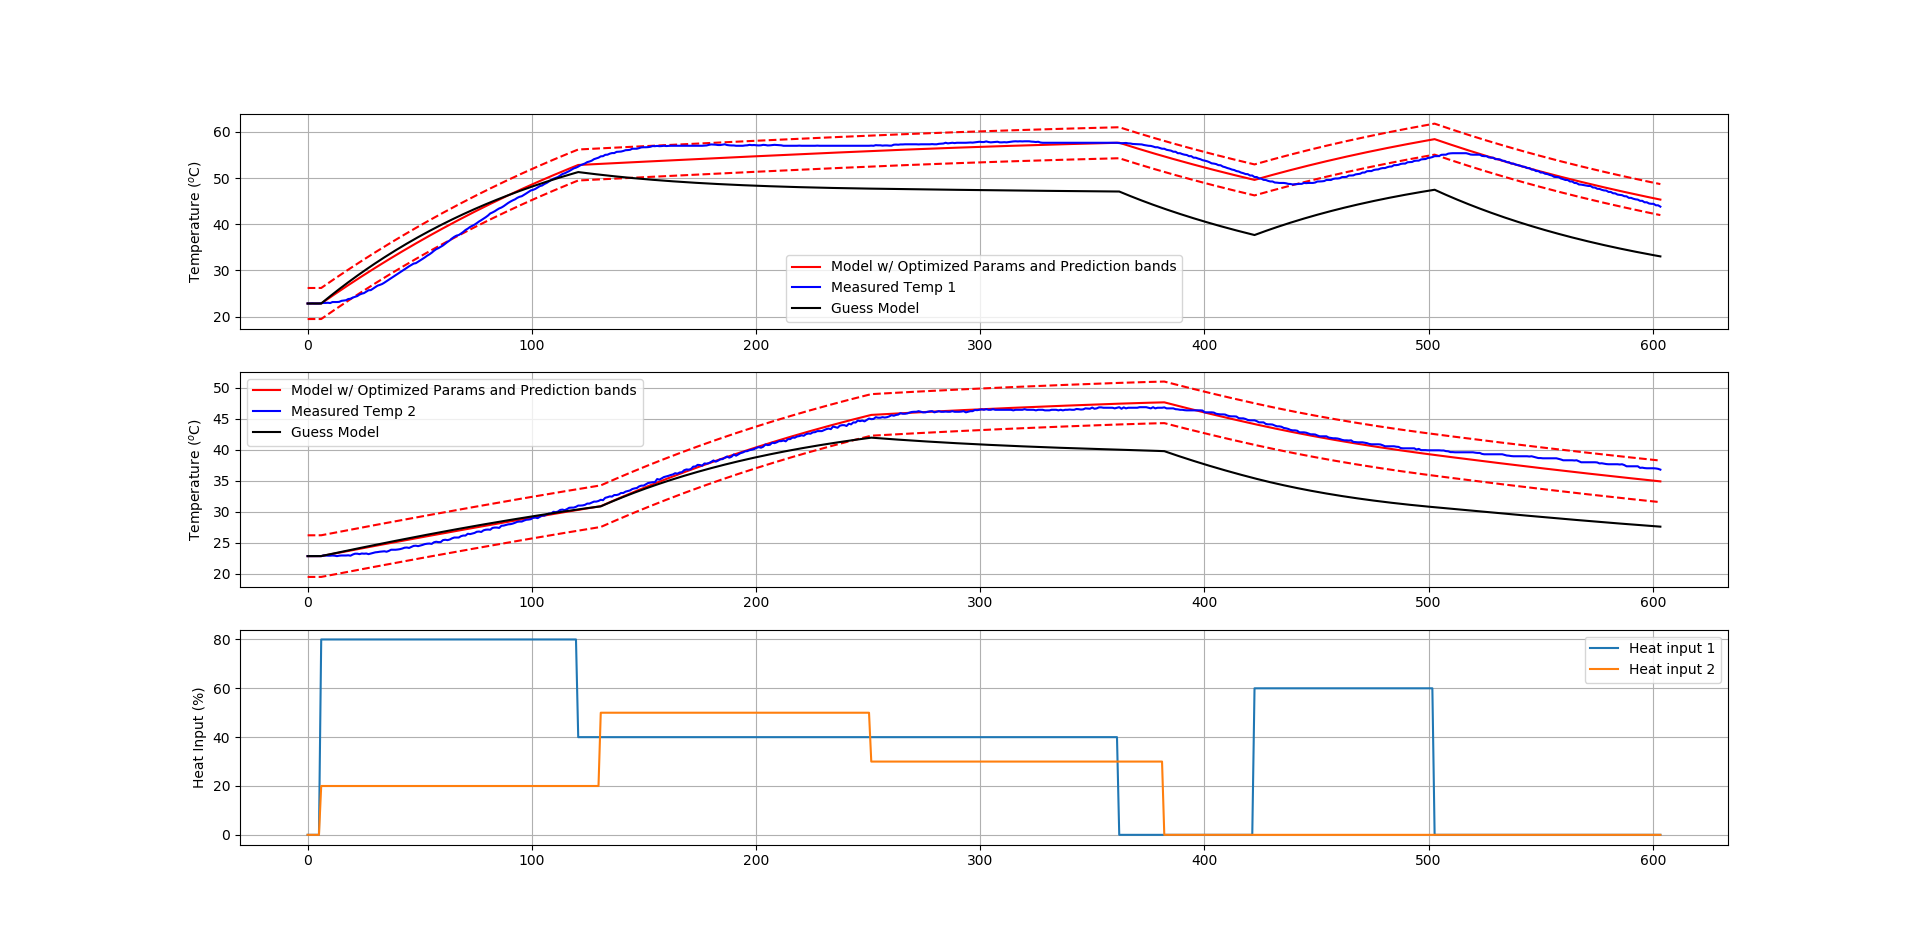 Temperature (°C)
60
50
40
30
20
Model w/ Optimized Params and Prediction bands
Measured Temp 1
Guess Model
0 100 200 300 400 500 600
Temperature (°C)
50
45
40
35
30
25
20
Model w/ Optimized Params and Prediction bands
Measured Temp 2
Guess Model
0 100 200 300 400 500 600
Heat Input (%)
80
60
40
20
0
Heat input 1
Heat input 2
0 100 200 300 400 500 600